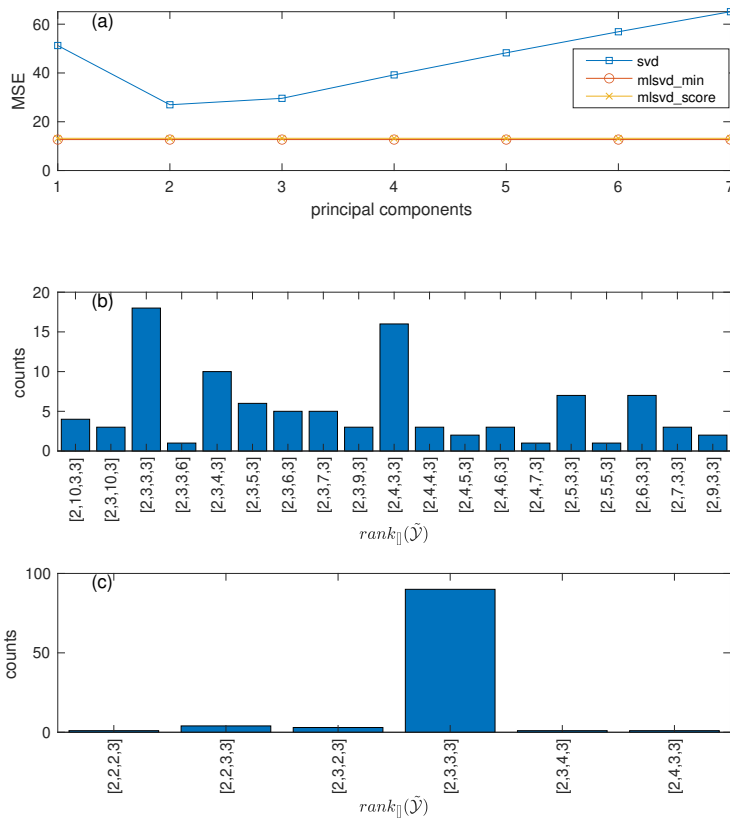 (a)
60
40
20
0
MSE
svd
mlsvd_min
mlsvd_score
1 2 3 4 5 6 7
principal components
(b)
20
15
10
5
0
counts
[2,10,3,3]
[2,3,10,3]
[2,3,3,3]
[2,3,3,6]
[2,3,4,3]
[2,3,5,3]
[2,3,6,3]
[2,3,7,3]
[2,3,9,3]
[2,4,3,3]
[2,4,4,3]
[2,4,5,3]
[2,4,6,3]
[2,4,7,3]
[2,5,3,3]
[2,5,5,3]
[2,6,3,3]
[2,7,3,3]
[2,9,3,3]
rank[](𝒴̃)
(c)
100
50
0
counts
[2,2,2,3]
[2,2,3,3]
[2,3,2,3]
[2,3,3,3]
[2,3,4,3]
[2,4,3,3]
rank[](𝒴̃)